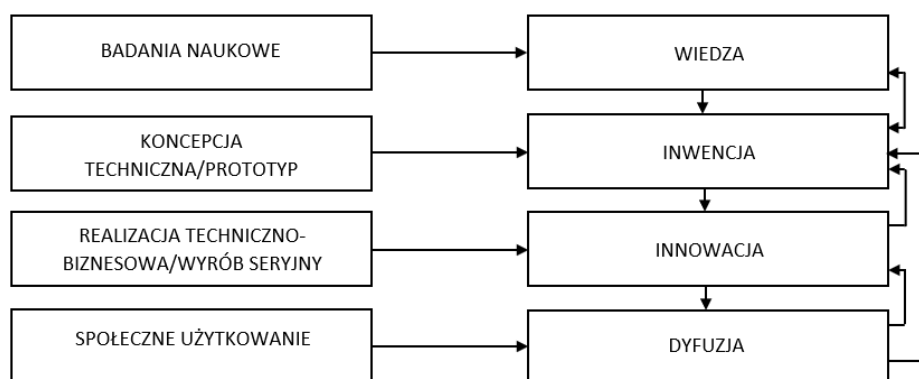 BADANIA NAUKOWE
WIEDZA
KONCEPCJA
TECHNICZNA/PROTOTYP
INWENCJA
REALIZACJA TECHNICZNO-
BIZNESOWA/WYRÓB SERYJNY
INNOWACJA
SPOŁECZNE UŻYTKOWANIE
DYFUZJA